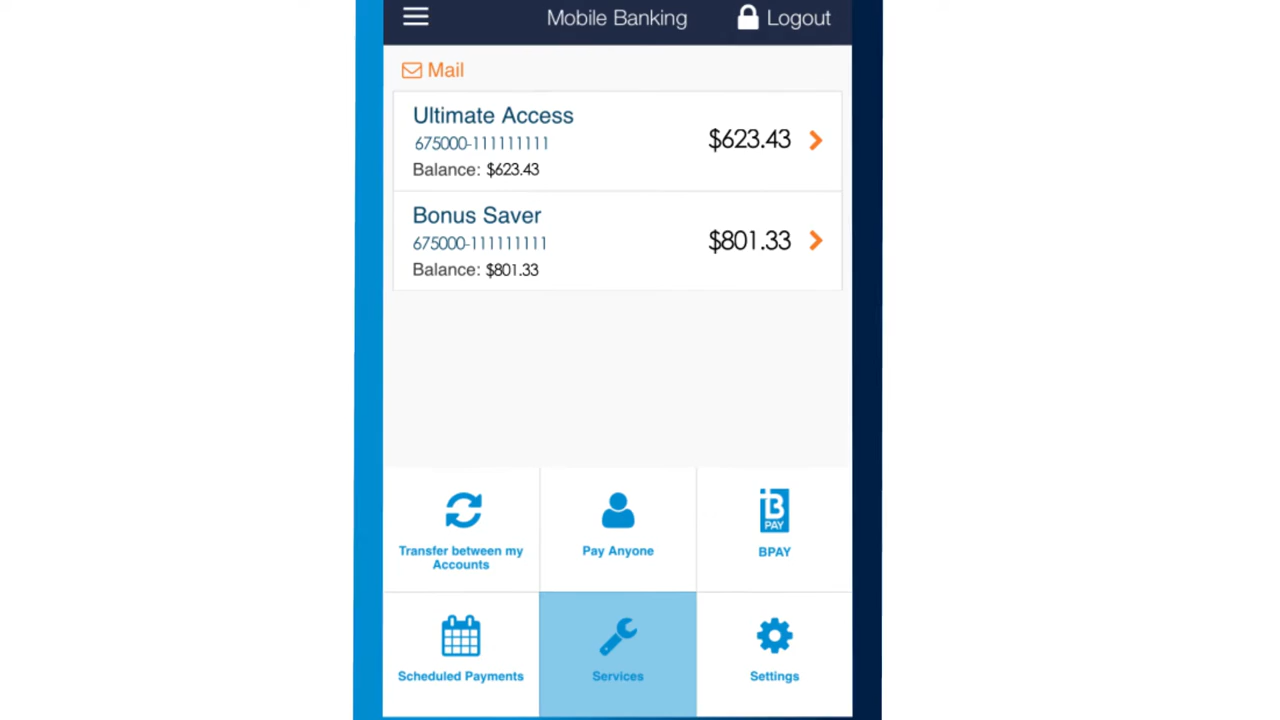 Mobile Banking
Logout
Mail
Ultimate Access
675000-111111111
$623.43
Balance: $623.43
Bonus Saver
675000-111111111
$801.33
Balance: $801.33
Transfer between my
Accounts
Pay Anyone
B
PAY
BPAY
Scheduled Payments
Services
Settings